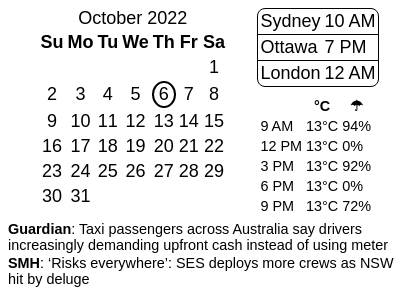 October 2022
Su Mo Tu We Th Fr Sa
1
2 3 4 5 6 7 8
9 10 11 12 13 14 15
16 17 18 19 20 21 22
23 24 25 26 27 28 29
30 31
Sydney 10 AM
Ottawa 7 PM
London 12 AM
°C ☂
9 AM 13°C 94%
12 PM 13°C 0%
3 PM 13°C 92%
6 PM 13°C 0%
9 PM 13°C 72%
Guardian: Taxi passengers across Australia say drivers
increasingly demanding upfront cash instead of using meter
SMH: ‘Risks everywhere’: SES deploys more crews as NSW
hit by deluge